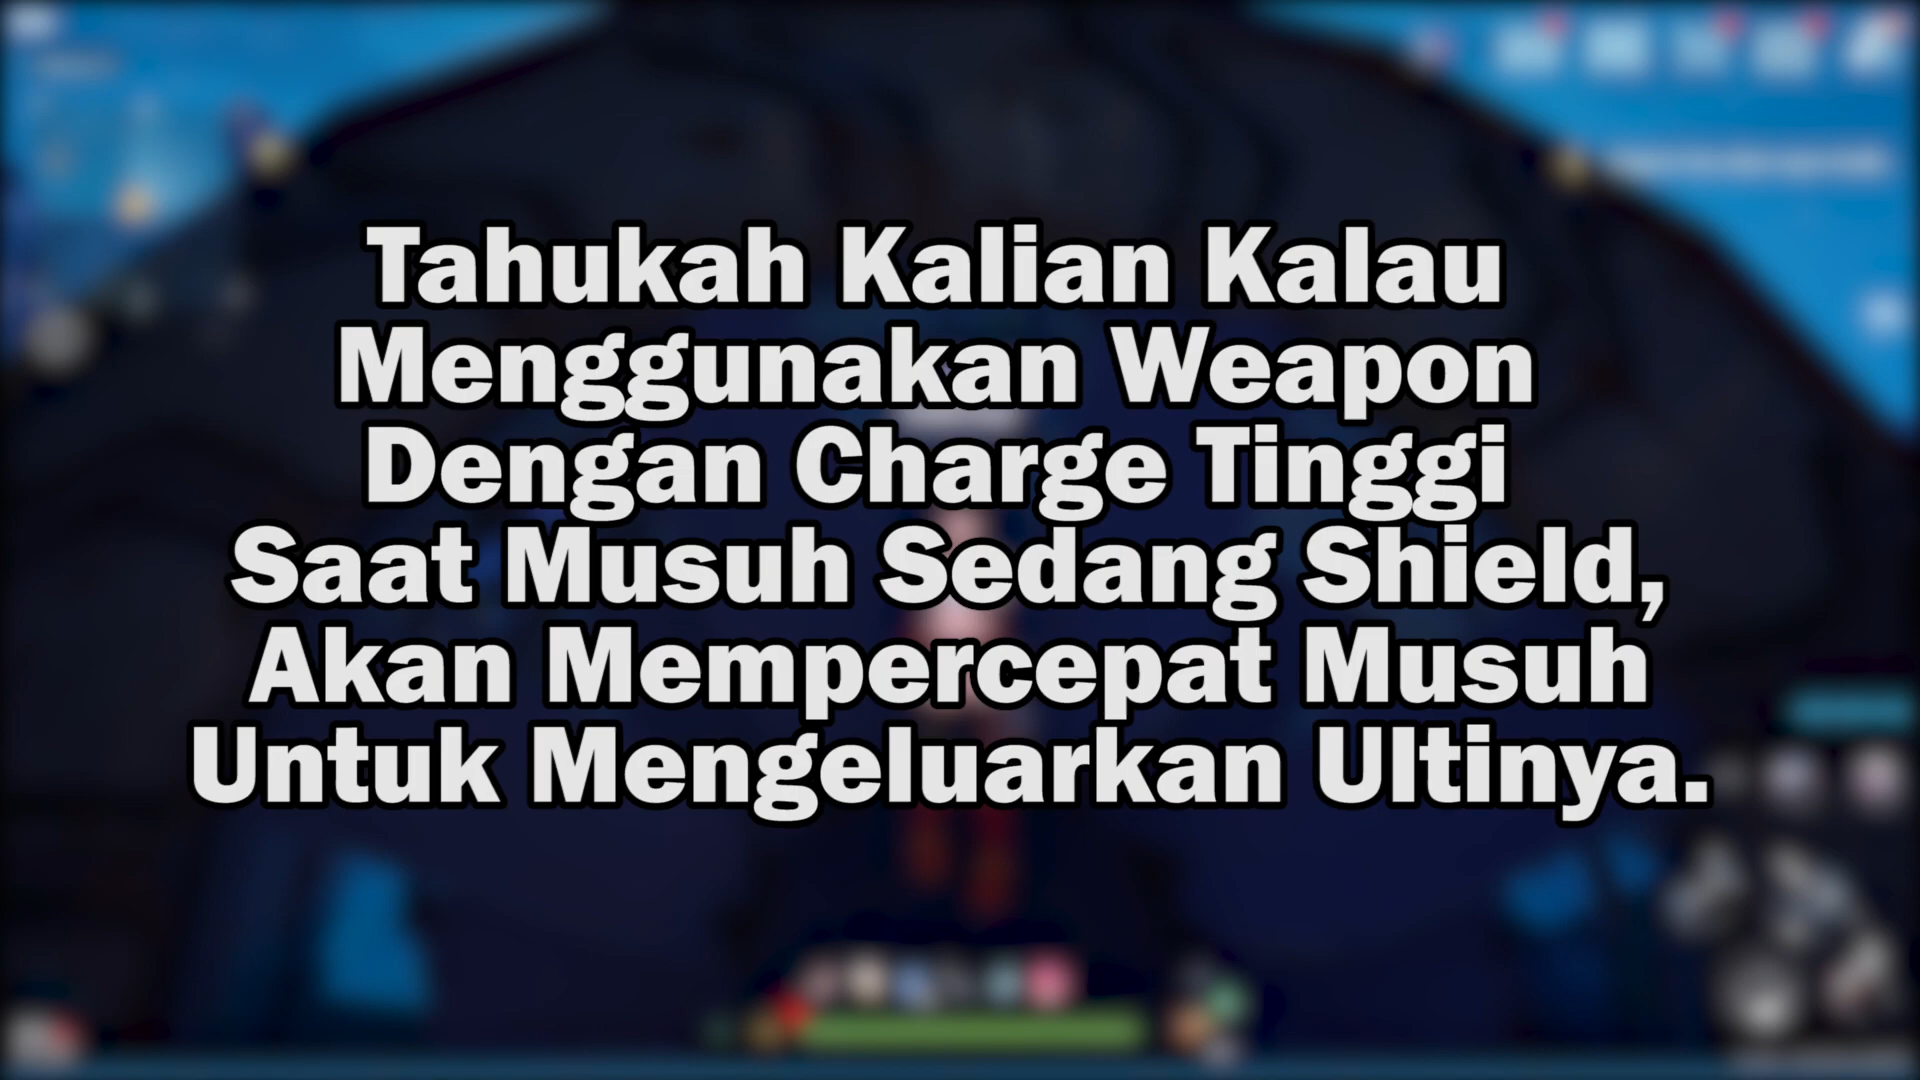 Tahukah Kalian Kalau
Menggunakan Weapon
Dengan Charge Tinggi
Saat Musuh Sedang Shield,
Akan Mempercepat Musuh
Untuk Mengeluarkan Ultinya.